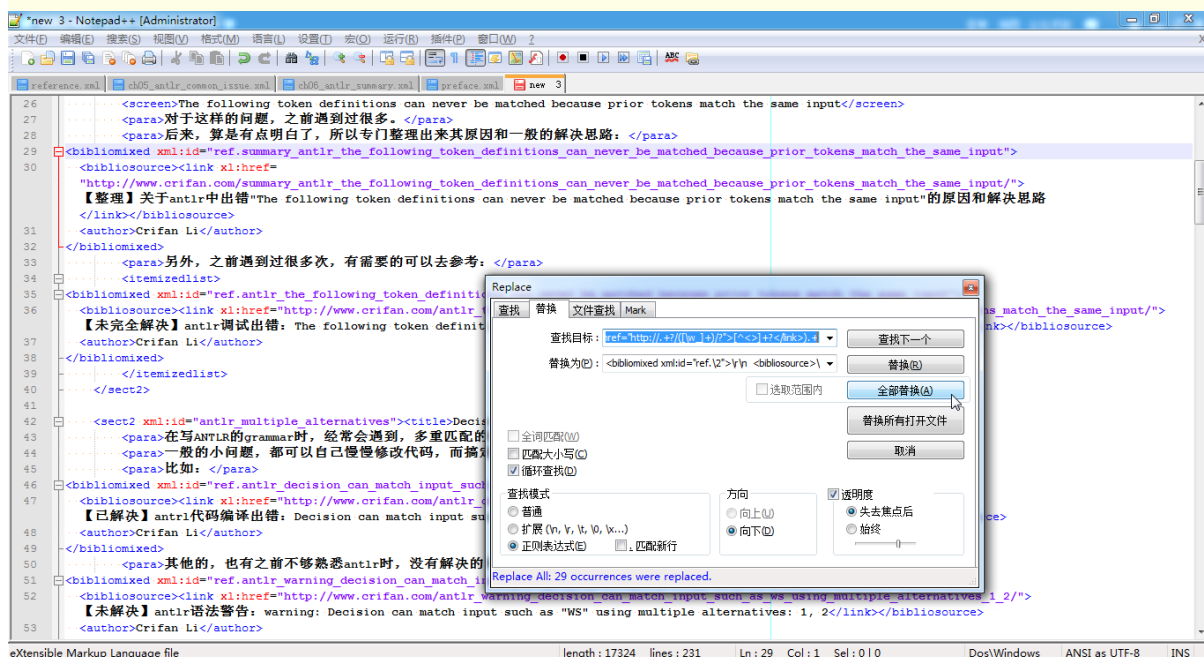 *new 3 - Notepad++ [Administrator]
文件(F) 编辑(E) 搜索(S) 视图(V) 格式(M) 语言(L) 设置(T) 宏(O) 运行(R) 插件(P) 窗口(W) ?
reference.xml ch05_antlr_common_issue.xml ch06_antlr_summary.xml preface.xml new 3
26 <screen>The following token definitions can never be matched because prior tokens match the same input</screen>
27 <para>对于这样的问题，之前遇到过很多。</para>
28 <para>后来，算是有点明白了，所以专门整理出来其原因和一般的解决思路：</para>
29 <bibliomixed xml:id="ref.summary_antlr_the_following_token_definitions_can_never_be_matched_because_prior_tokens_match_the_same_input">
30 <bibliosource><link xl:href=
"http://www.crifan.com/summary_antlr_the_following_token_definitions_can_never_be_matched_because_prior_tokens_match_the_same_input/">
【整理】关于antlr中出错"The following token definitions can never be matched because prior tokens match the same input"的原因和解决思路
</link></bibliosource>
31 <author>Crifan Li</author>
32 </bibliomixed>
33 <para>另外，之前遇到过很多次，有需要的可以去参考：</para>
34 <itemizedlist>
35 <bibliomixed xml:id="ref.antlr_the_following_token_definitio
36 <bibliosource><link xl:href="http://www.crifan.com/antlr_t s_match_the_same_input/">
【未完全解决】antlr调试出错：The following token definit nk></bibliosource>
37 <author>Crifan Li</author>
38 </bibliomixed>
39 </itemizedlist>
40 </sect2>
41
42 <sect2 xml:id="antlr_multiple_alternatives"><title>Decis
43 <para>在写ANTLR的grammar时，经常会遇到，多重匹配的
44 <para>一般的小问题，都可以自己慢慢修改代码，而搞定
45 <para>比如：</para>
46 <bibliomixed xml:id="ref.antlr_decision_can_match_input_such
47 <bibliosource><link xl:href="http://www.crifan.com/antlr_d
【已解决】antrl代码编译出错：Decision can match input su ce>
48 <author>Crifan Li</author>
49 </bibliomixed>
50 <para>其他的，也有之前不够熟悉antlr时，没有解决的
51 <bibliomixed xml:id="ref.antlr_warning_decision_can_match_in
52 <bibliosource><link xl:href="http://www.crifan.com/antlr_warning_decision_can_match_input_such_as_ws_using_multiple_alternatives_1_2/">
【未解决】antlr语法警告：warning: Decision can match input such as "WS" using multiple alternatives: 1, 2</link></bibliosource>
53 <author>Crifan Li</author>
Replace
查找 替换 文件查找 Mark
查找目标： ref="http://.+?/([\w_]+)/?">[^<>]+?</link>).+
查找下一个
替换为(P)： <bibliomixed xml:id="ref.\2">\r\n <bibliosource>\
替换(R)
选取范围内
全部替换(A)
替换所有打开文件
取消
全词匹配(W)
匹配大小写(C)
循环查找(D)
查找模式
普通
扩展 (\n, \r, \t, \0, \x...)
正则表达式(E) . 匹配新行
方向
向上(U)
向下(D)
透明度
失去焦点后
始终
Replace All: 29 occurrences were replaced.
eXtensible Markup Language file length : 17324 lines : 231 Ln : 29 Col : 1 Sel : 0 | 0 Dos\Windows ANSI as UTF-8 INS